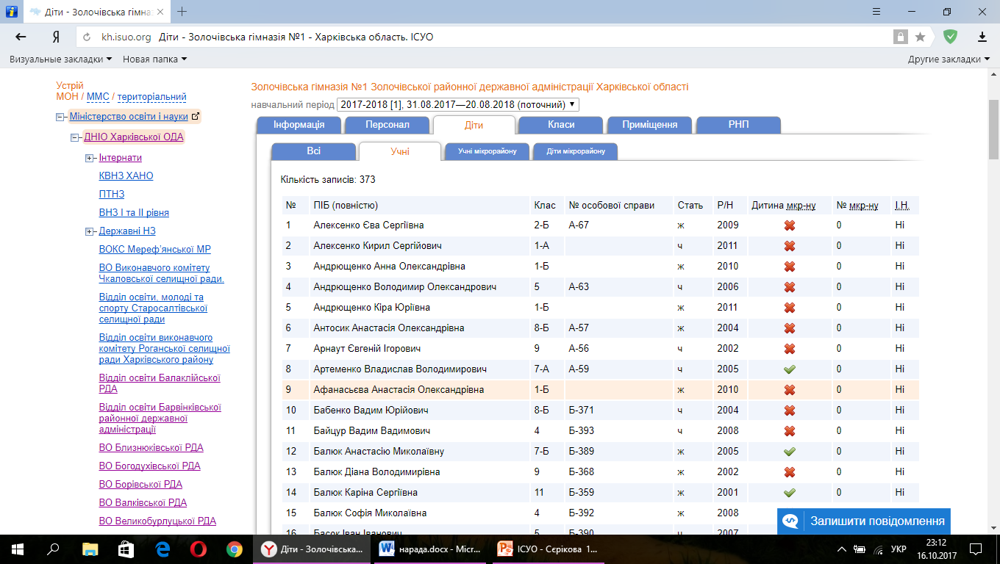 Діти - Золочівська гімна
Я
kh.isuo.org Діти - Золочівська гімназія №1 - Харківська область. ІСУО
Визуальные закладки Новая папка Другие закладки
Устрій
МОН / ММС / територіальний
Міністерство освіти і науки
ДНІО Харківської ОДА
Інтернати
КВНЗ ХАНО
ПТНЗ
ВНЗ І та ІІ рівня
Державні НЗ
ВОКС Мереф'янської МР
ВО Виконавчого комітету
Чкаловської селищної ради.
Відділ освіти, молоді та
спорту Старосалтівської
селищної ради
Відділ освіти виконавчого
комітету Роганської селищної
ради Харківського району
Відділ освіти Балаклійської
РДА
Відділ освіти Барвінківської
районної державної
адміністрації
ВО Близнюківської РДА
ВО Богодухівської РДА
ВО Борівської РДА
ВО Валківської РДА
ВО Великобурлуцької РДА
Золочівська гімназія №1 Золочівської районної державної адміністрації Харківської області
навчальний період 2017-2018 [1], 31.08.2017—20.08.2018 (поточний)
Інформація Персонал Діти Класи Приміщення РНП
Всі Учні Учні мікрорайону Діти мікрорайону
Кількість записів: 373
№ ПІБ (повністю) Клас № особової справи Стать Р/Н Дитина мкр-ну № мкр-ну І.Н.
1 Алексенко Єва Сергіївна 2-Б А-67 ж 2009 0 Ні
2 Алексенко Кирил Сергійович 1-А ч 2011 0 Ні
3 Андрющенко Анна Олександрівна 1-Б ж 2010 0 Ні
4 Андрющенко Володимир Олександрович 5 А-63 ч 2006 0 Ні
5 Андрющенко Кіра Юріївна 1-Б ж 2011 0 Ні
6 Антосик Анастасія Олександрівна 8-Б А-57 ж 2004 0 Ні
7 Арнаут Євгеній Ігорович 9 А-56 ч 2002 0 Ні
8 Артеменко Владислав Володимирович 7-А А-59 ч 2005 0 Ні
9 Афанасьєва Анастасія Олександрівна 1-Б ж 2010 0 Ні
10 Бабенко Вадим Юрійович 8-Б Б-371 ч 2004 0 Ні
11 Байцур Вадим Вадимович 4 Б-393 ч 2008 0 Ні
12 Балюк Анастасію Миколаївну 7-Б Б-389 ж 2005 0 Ні
13 Балюк Діана Володимирівна 9 Б-368 ж 2002 0 Ні
14 Балюк Каріна Сергіївна 11 Б-359 ж 2001 0 Ні
15 Балюк Софія Миколаївна 4 Б-392 ж 2008
16 Басок Іван Іванович 5 Б-390 ч 2007
Залишити повідомлення
Діти - Золочівська... нарада.docx - Micr... ІСУО - Сєрікова 1... УКР 23:12
16.10.2017